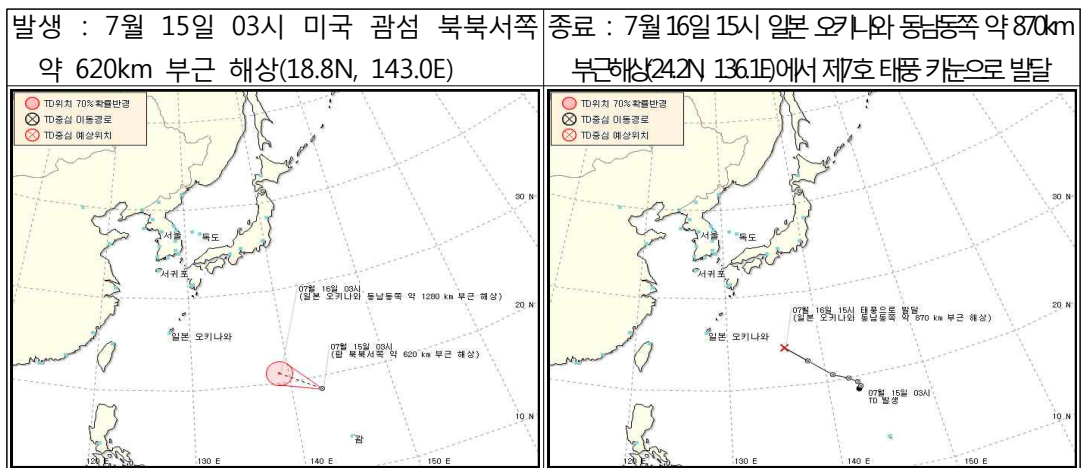 발생 : 7월 15일 03시 미국 괌섬 북북서쪽
약 620km 부근 해상(18.8N, 143.0E)
종료 : 7월 16일 15시 일본 오키나와 동남동쪽 약 870km
부근해상(24.2N, 136.1E)에서 제7호 태풍 카눈으로 발달
TD위치 70%확률반경
TD중심 이동경로
TD중심 예상위치
30 N
서울
독도
서귀포
07월 16일 03시
(일본 오키나와 동남동쪽 약 1280 km 부근 해상)
20 N
일본 오키나와
07월 15일 03시
(괌 북북서쪽 약 620 km 부근 해상)
10 N
괌
120 E
130 E
140 E
150 E
TD위치 70%확률반경
TD중심 이동경로
TD중심 예상위치
30 N
서울
독도
서귀포
20 N
07월 16일 15시 태풍으로 발달
(일본 오키나와 동남동쪽 약 870 km 부근 해상)
일본 오키나와
07월 15일 03시
TD 발생
10 N
120 E
130 E
140 E
150 E